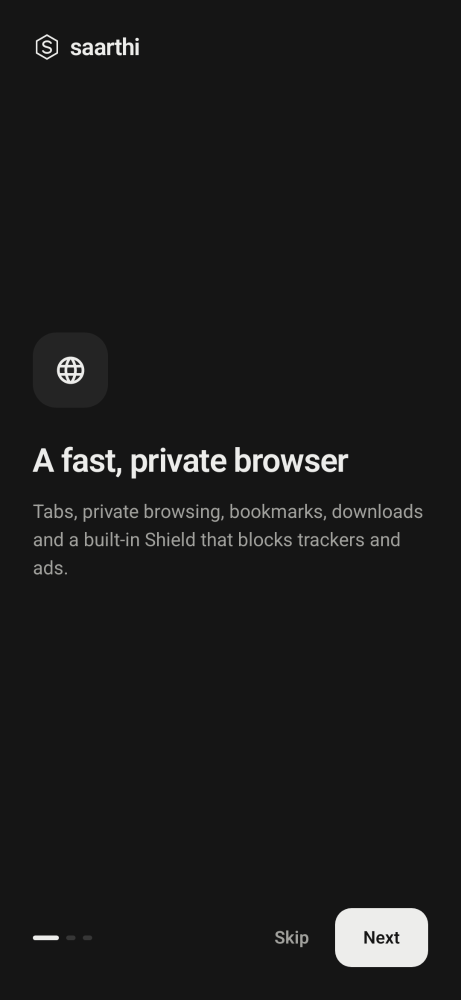 saarthi
A fast, private browser
Tabs, private browsing, bookmarks, downloads
and a built-in Shield that blocks trackers and
ads.
Skip
Next